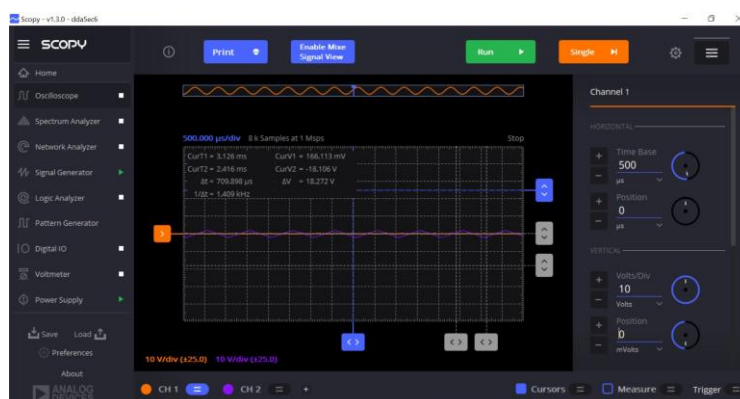 Scopy - v1.3.0 - dda5ec6
SCOPY
Print
Enable Mixe
Signal View
Run
Single
Home
Oscilloscope
Spectrum Analyzer
Network Analyzer
Signal Generator
Logic Analyzer
Pattern Generator
Digital IO
Voltmeter
Power Supply
Save
Load
Preferences
About
ANALOG
DEVICES
500.000 µs/div
8 k Samples at 1 Msps
Stop
CurT1 = 3.126 ms
CurV1 = 166.113 mV
CurT2 = 2.416 ms
CurV2 = -18.106 V
Δt = 709.898 µs
ΔV = 18.272 V
1/Δt = 1.409 kHz
10 V/div (±25.0)
10 V/div (±25.0)
CH 1
CH 2
+
Cursors
Measure
Trigger
Channel 1
HORIZONTAL
+
Time Base
500
−
µs
+
Position
0
−
µs
VERTICAL
+
Volts/Div
10
−
Volts
+
Position
0
−
mVolts